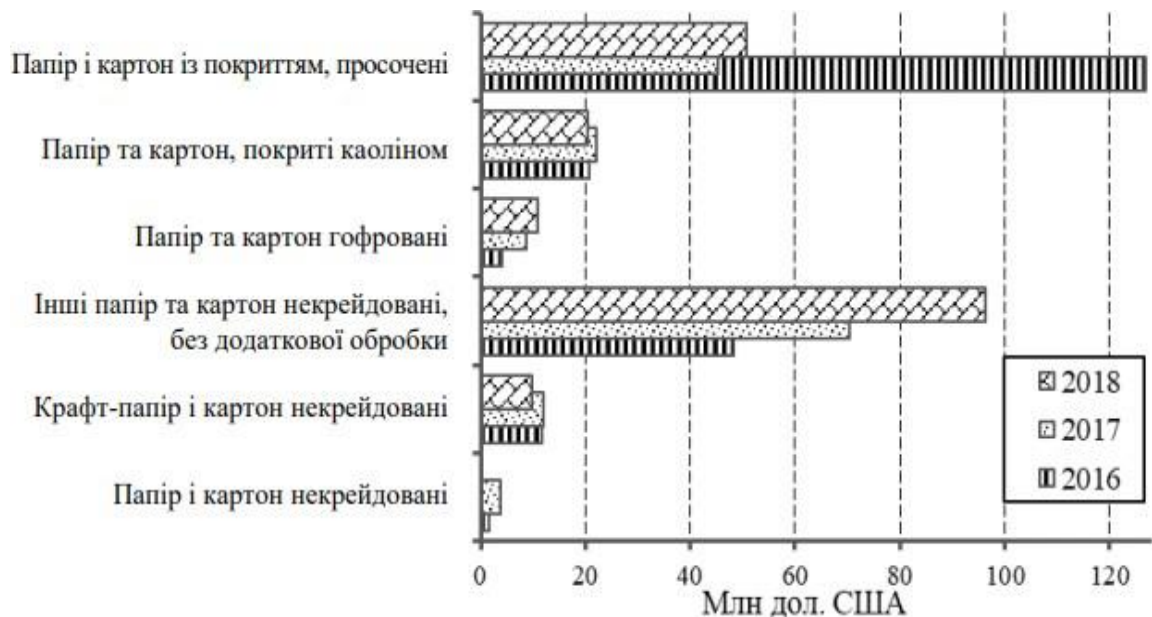 Папір і картон із покриттям, просочені
Папір та картон, покриті каоліном
Папір та картон гофровані
Інші папір та картон некрейдовані,
без додаткової обробки
Крафт-папір і картон некрейдовані
Папір і картон некрейдовані
2018
2017
2016
0 20 40 60 80 100 120
Млн дол. США